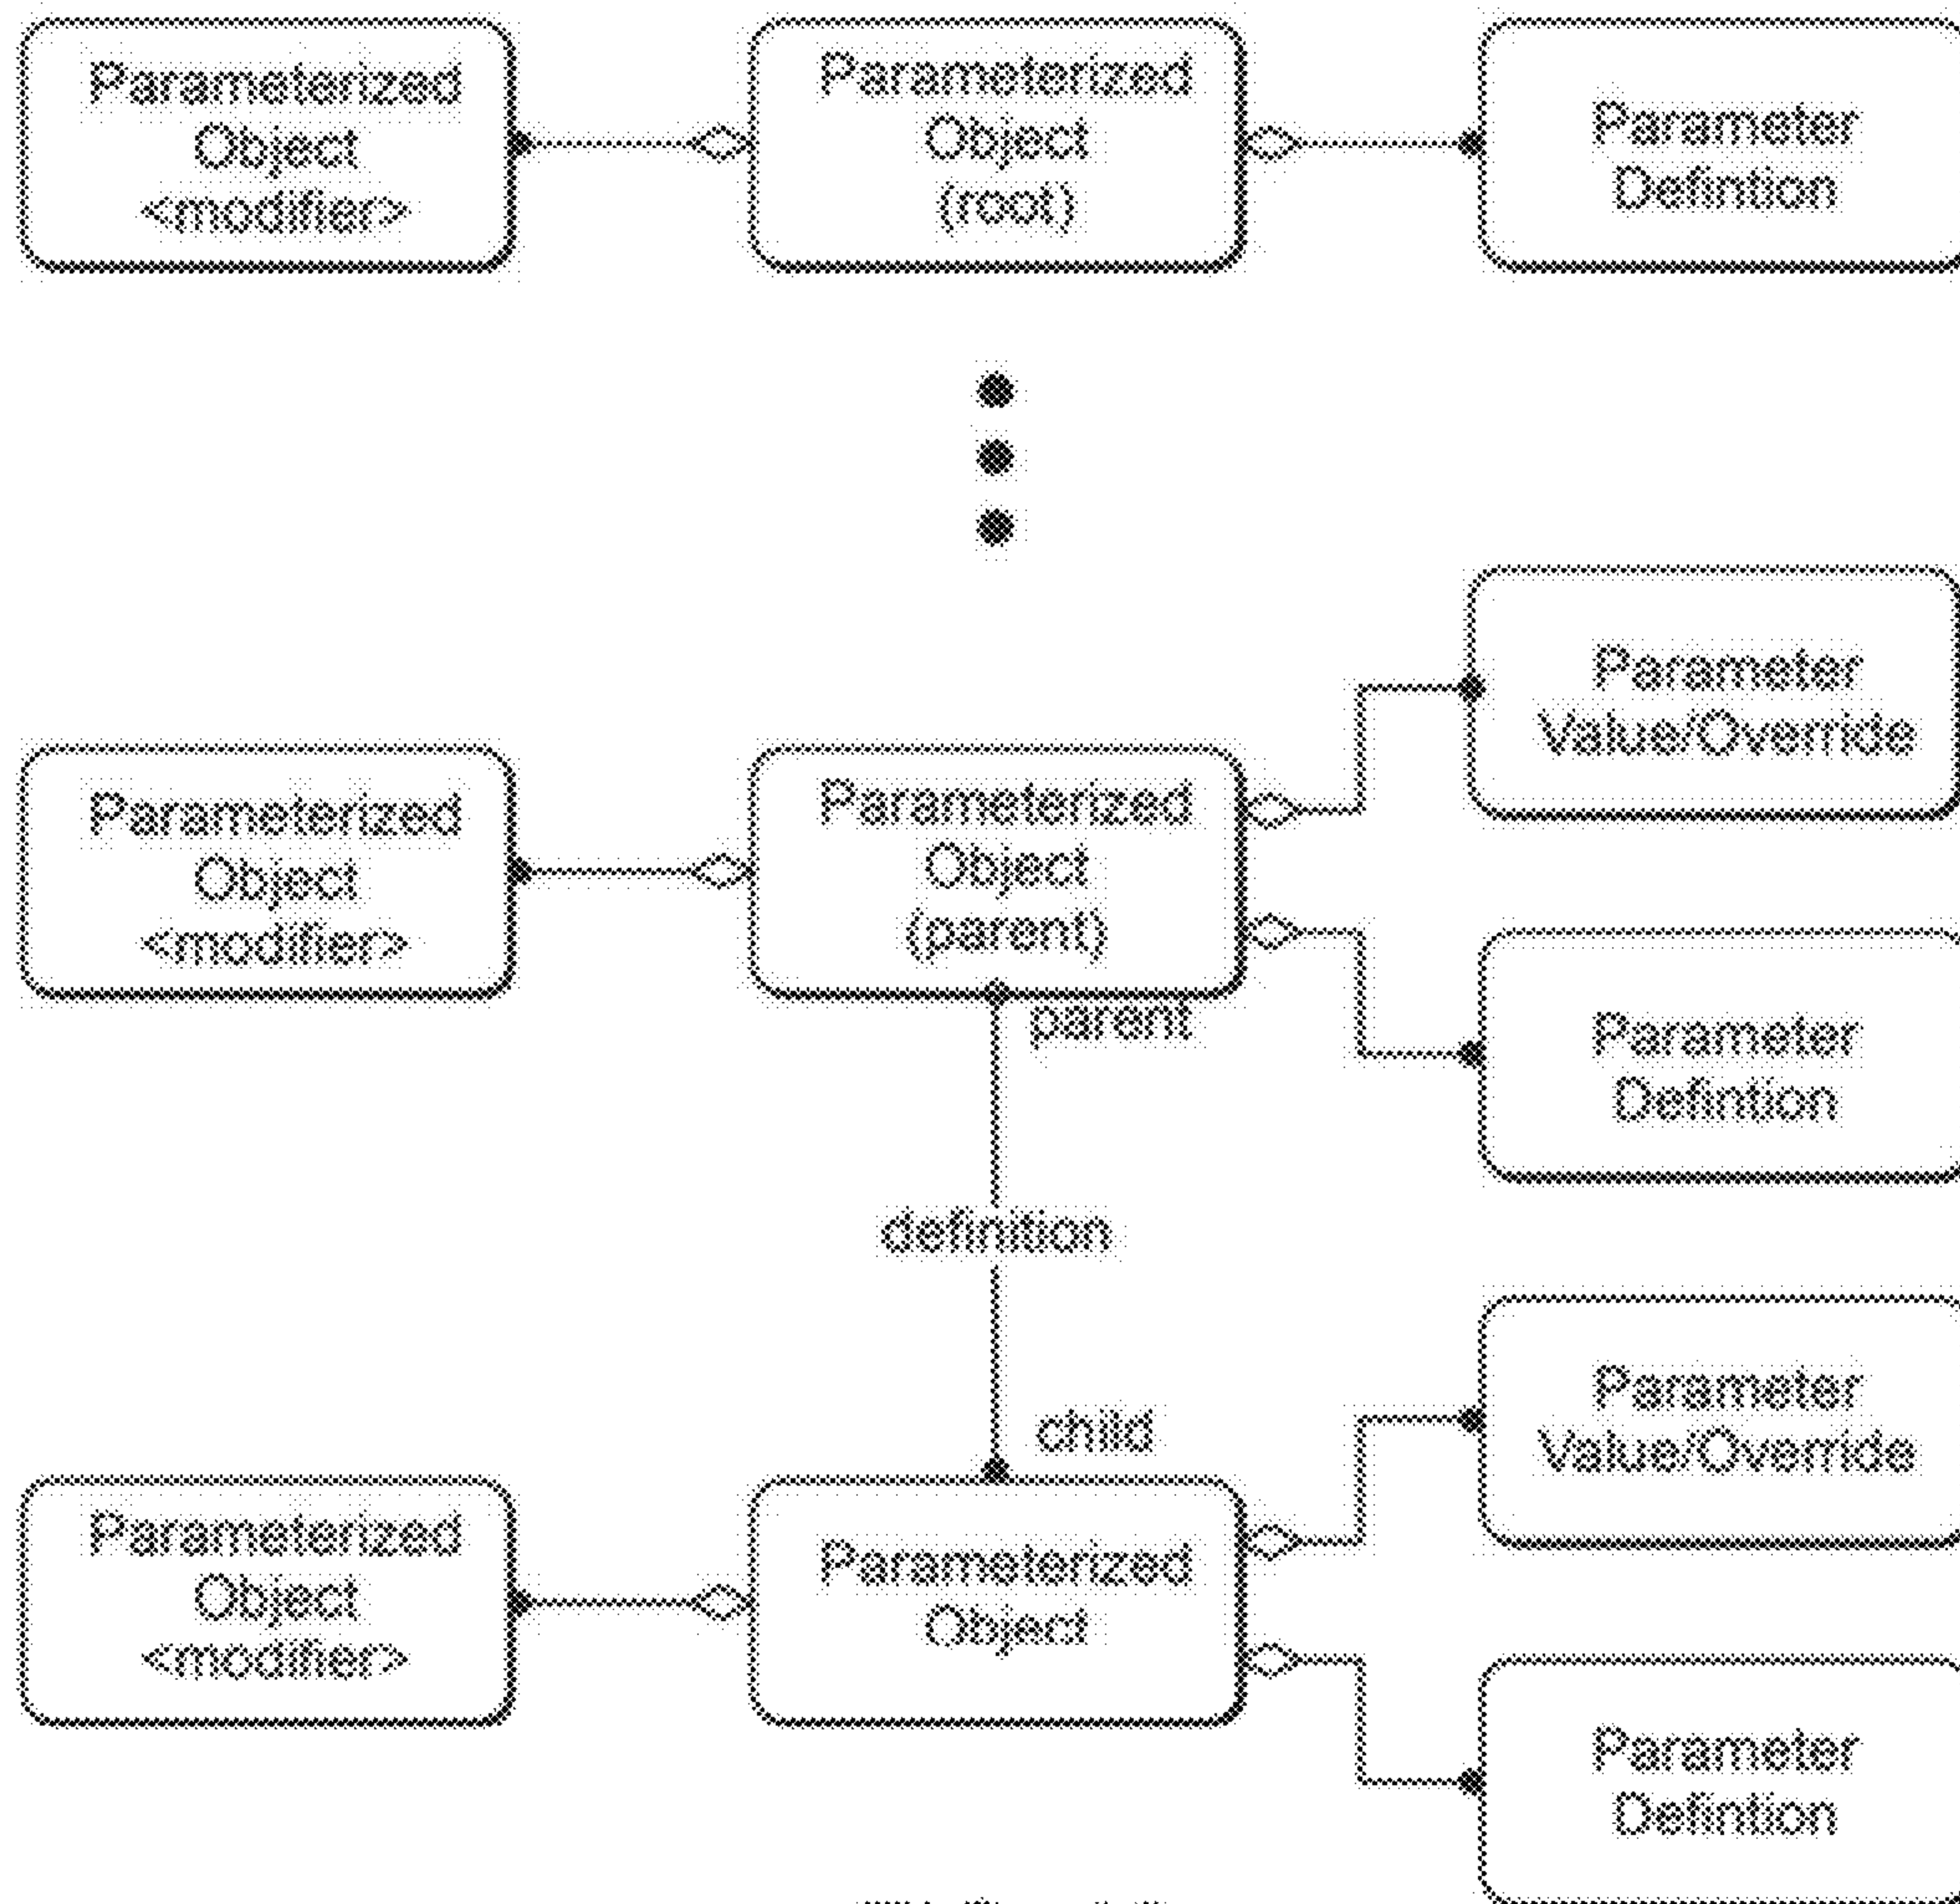 Parameterized
Object
<modifier>
Parameterized
Object
(root)
Parameter
Defintion
Parameter
Value/Override
Parameterized
Object
<modifier>
Parameterized
Object
(parent)
parent
Parameter
Defintion
definition
Parameter
Value/Override
child
Parameterized
Object
<modifier>
Parameterized
Object
Parameter
Defintion